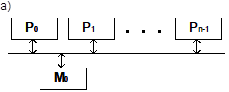 a)
P0 P1 . . . Pn-1
M0